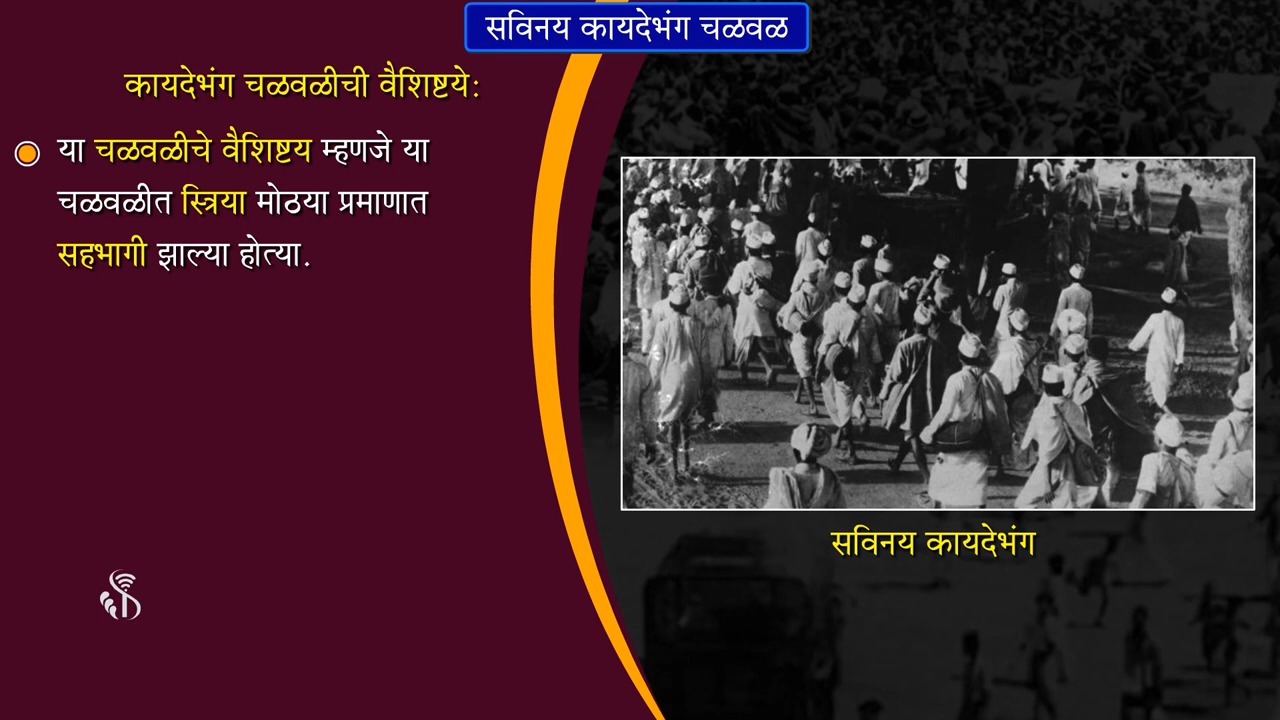 सविनय कायदेभंग चळवळ
कायदेभंग चळवळीची वैशिष्टये:
या चळवळीचे वैशिष्टय म्हणजे या
चळवळीत स्त्रिया मोठया प्रमाणात
सहभागी झाल्या होत्या.
सविनय कायदेभंग